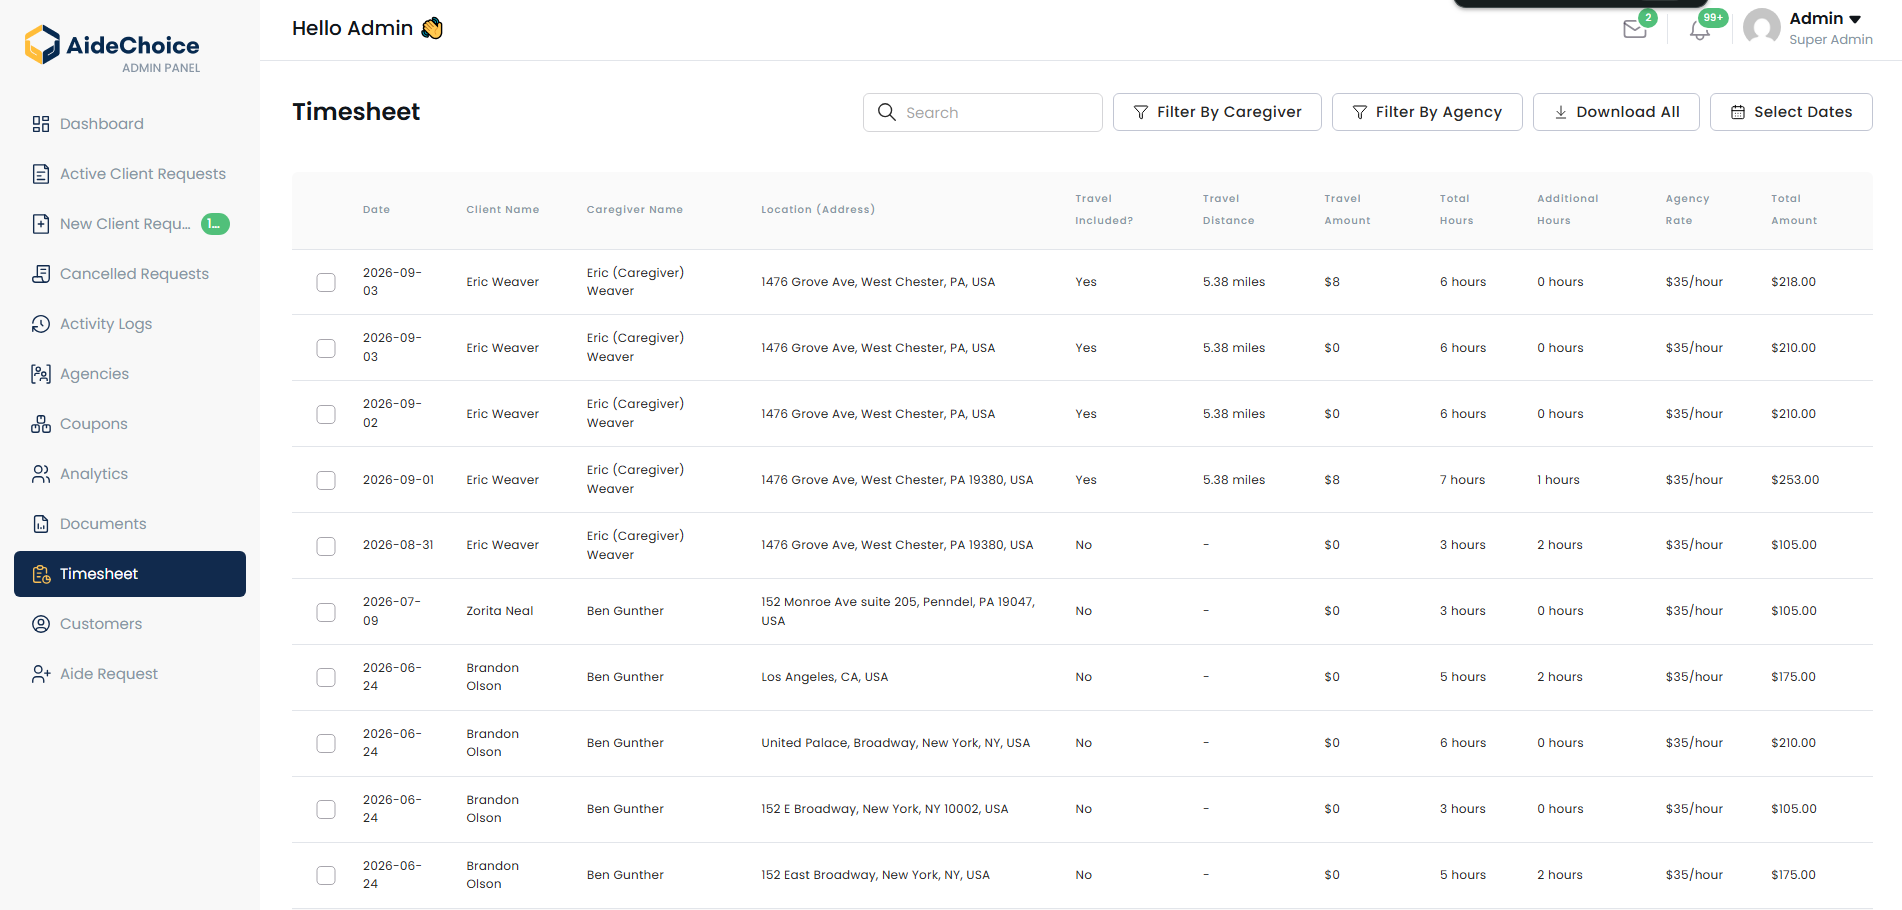 AideChoice
ADMIN PANEL
Dashboard
Active Client Requests
New Client Requ... 1...
Cancelled Requests
Activity Logs
Agencies
Coupons
Analytics
Documents
Timesheet
Customers
Aide Request
Hello Admin 👋
2
99+
Admin
Super Admin
Timesheet
Search
Filter By Caregiver
Filter By Agency
Download All
Select Dates
Date Client Name Caregiver Name Location (Address) Travel Included? Travel Distance Travel Amount Total Hours Additional Hours Agency Rate Total Amount
2026-09-03 Eric Weaver Eric (Caregiver) Weaver 1476 Grove Ave, West Chester, PA, USA Yes 5.38 miles $8 6 hours 0 hours $35/hour $218.00
2026-09-03 Eric Weaver Eric (Caregiver) Weaver 1476 Grove Ave, West Chester, PA, USA Yes 5.38 miles $0 6 hours 0 hours $35/hour $210.00
2026-09-02 Eric Weaver Eric (Caregiver) Weaver 1476 Grove Ave, West Chester, PA, USA Yes 5.38 miles $0 6 hours 0 hours $35/hour $210.00
2026-09-01 Eric Weaver Eric (Caregiver) Weaver 1476 Grove Ave, West Chester, PA 19380, USA Yes 5.38 miles $8 7 hours 1 hours $35/hour $253.00
2026-08-31 Eric Weaver Eric (Caregiver) Weaver 1476 Grove Ave, West Chester, PA 19380, USA No - $0 3 hours 2 hours $35/hour $105.00
2026-07-09 Zorita Neal Ben Gunther 152 Monroe Ave suite 205, Penndel, PA 19047, USA No - $0 3 hours 0 hours $35/hour $105.00
2026-06-24 Brandon Olson Ben Gunther Los Angeles, CA, USA No - $0 5 hours 2 hours $35/hour $175.00
2026-06-24 Brandon Olson Ben Gunther United Palace, Broadway, New York, NY, USA No - $0 6 hours 0 hours $35/hour $210.00
2026-06-24 Brandon Olson Ben Gunther 152 E Broadway, New York, NY 10002, USA No - $0 3 hours 0 hours $35/hour $105.00
2026-06-24 Brandon Olson Ben Gunther 152 East Broadway, New York, NY, USA No - $0 5 hours 2 hours $35/hour $175.00